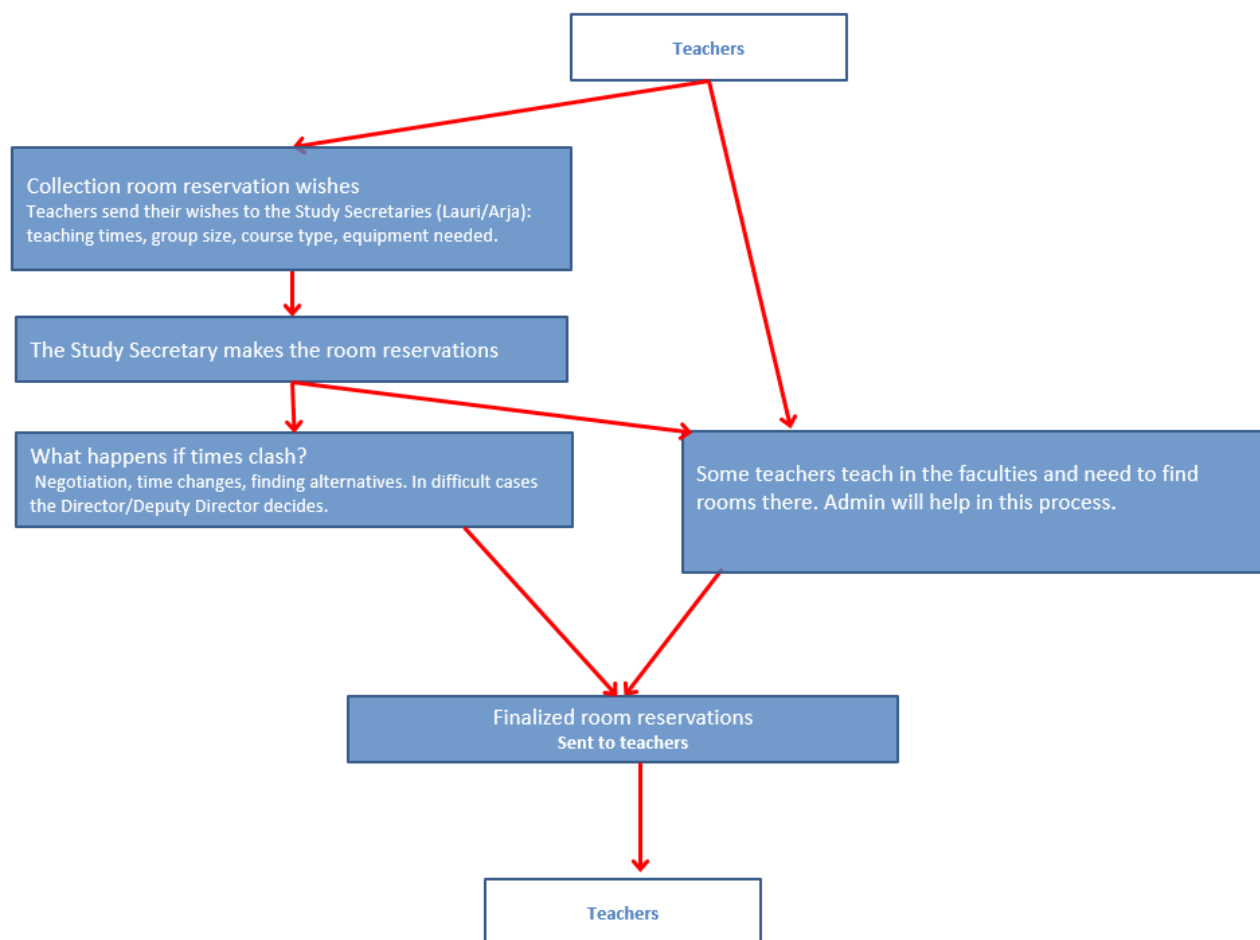 Teachers
Collection room reservation wishes
Teachers send their wishes to the Study Secretaries (Lauri/Arja):
teaching times, group size, course type, equipment needed.
The Study Secretary makes the room reservations
What happens if times clash?
Negotiation, time changes, finding alternatives. In difficult cases
the Director/Deputy Director decides.
Some teachers teach in the faculties and need to find
rooms there. Admin will help in this process.
Finalized room reservations
Sent to teachers
Teachers